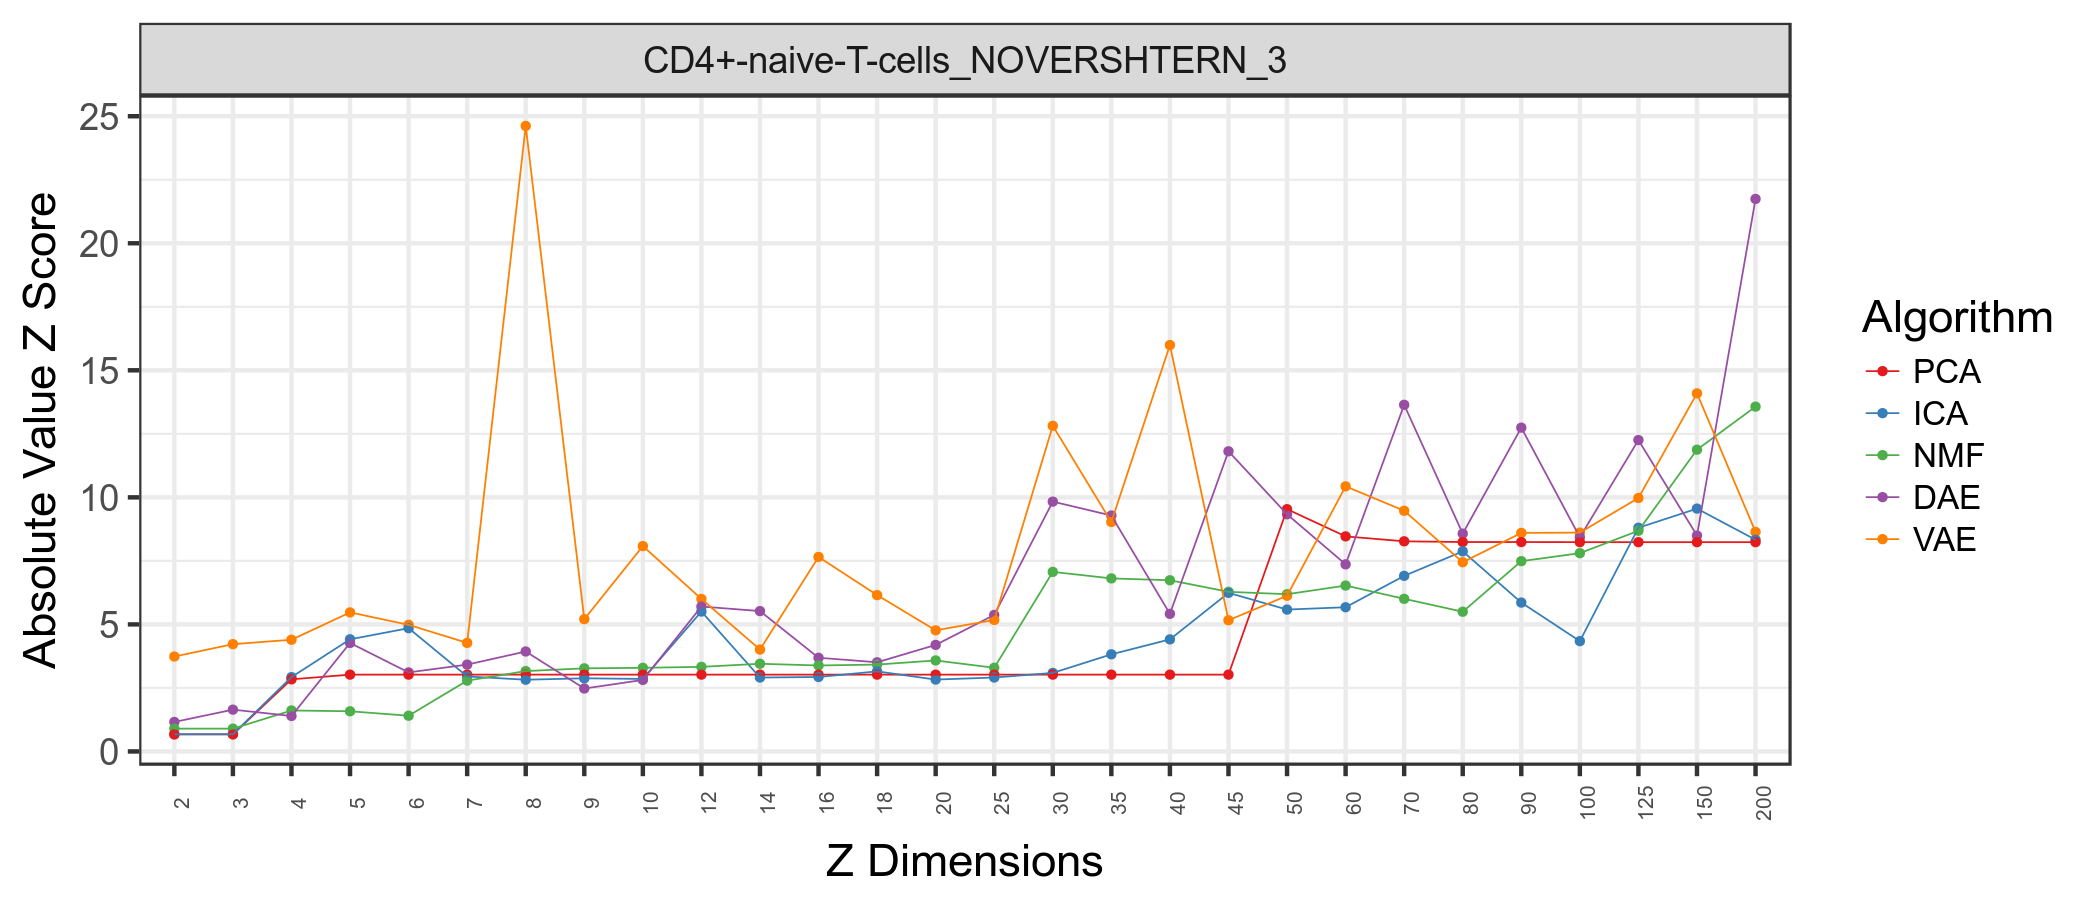 CD4+-naive-T-cells_NOVERSHTERN_3
25
20
15
10
5
0
Absolute Value Z Score
2 3 4 5 6 7 8 9 10 12 14 16 18 20 25 30 35 40 45 50 60 70 80 90 100 125 150 200
Z Dimensions
Algorithm
PCA
ICA
NMF
DAE
VAE